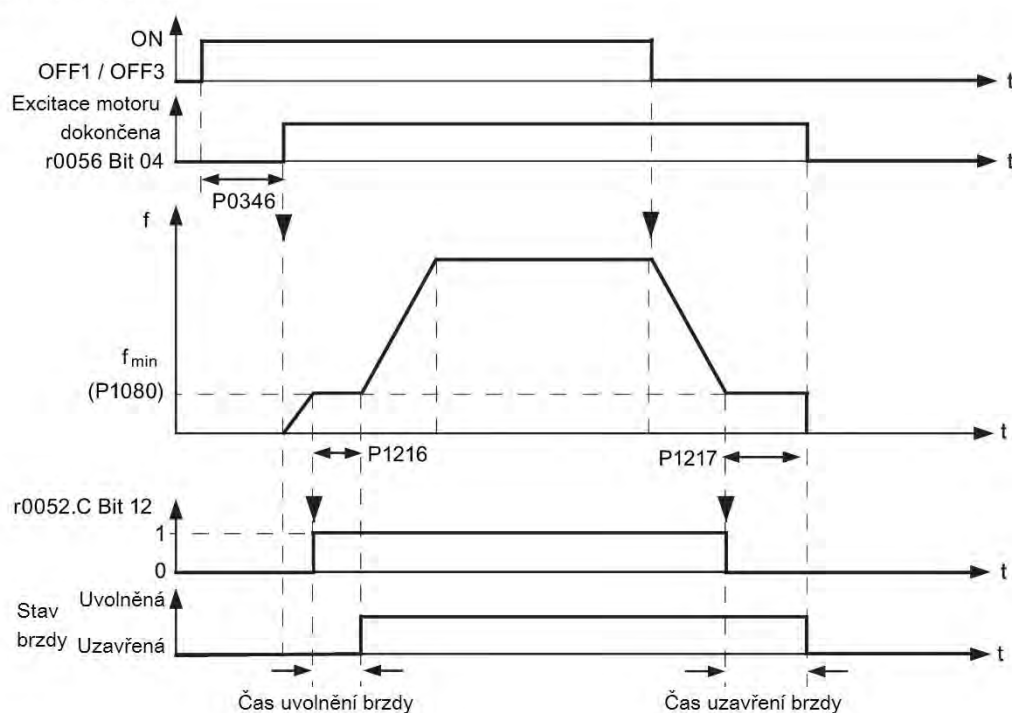 ON
OFF1 / OFF3
t
Excitace motoru
dokončena
r0056 Bit 04
t
P0346
f
f min
(P1080)
t
P1216
P1217
r0052.C Bit 12
1
0
t
Stav
brzdy
Uvolněná
Uzavřená
t
Čas uvolnění brzdy
Čas uzavření brzdy